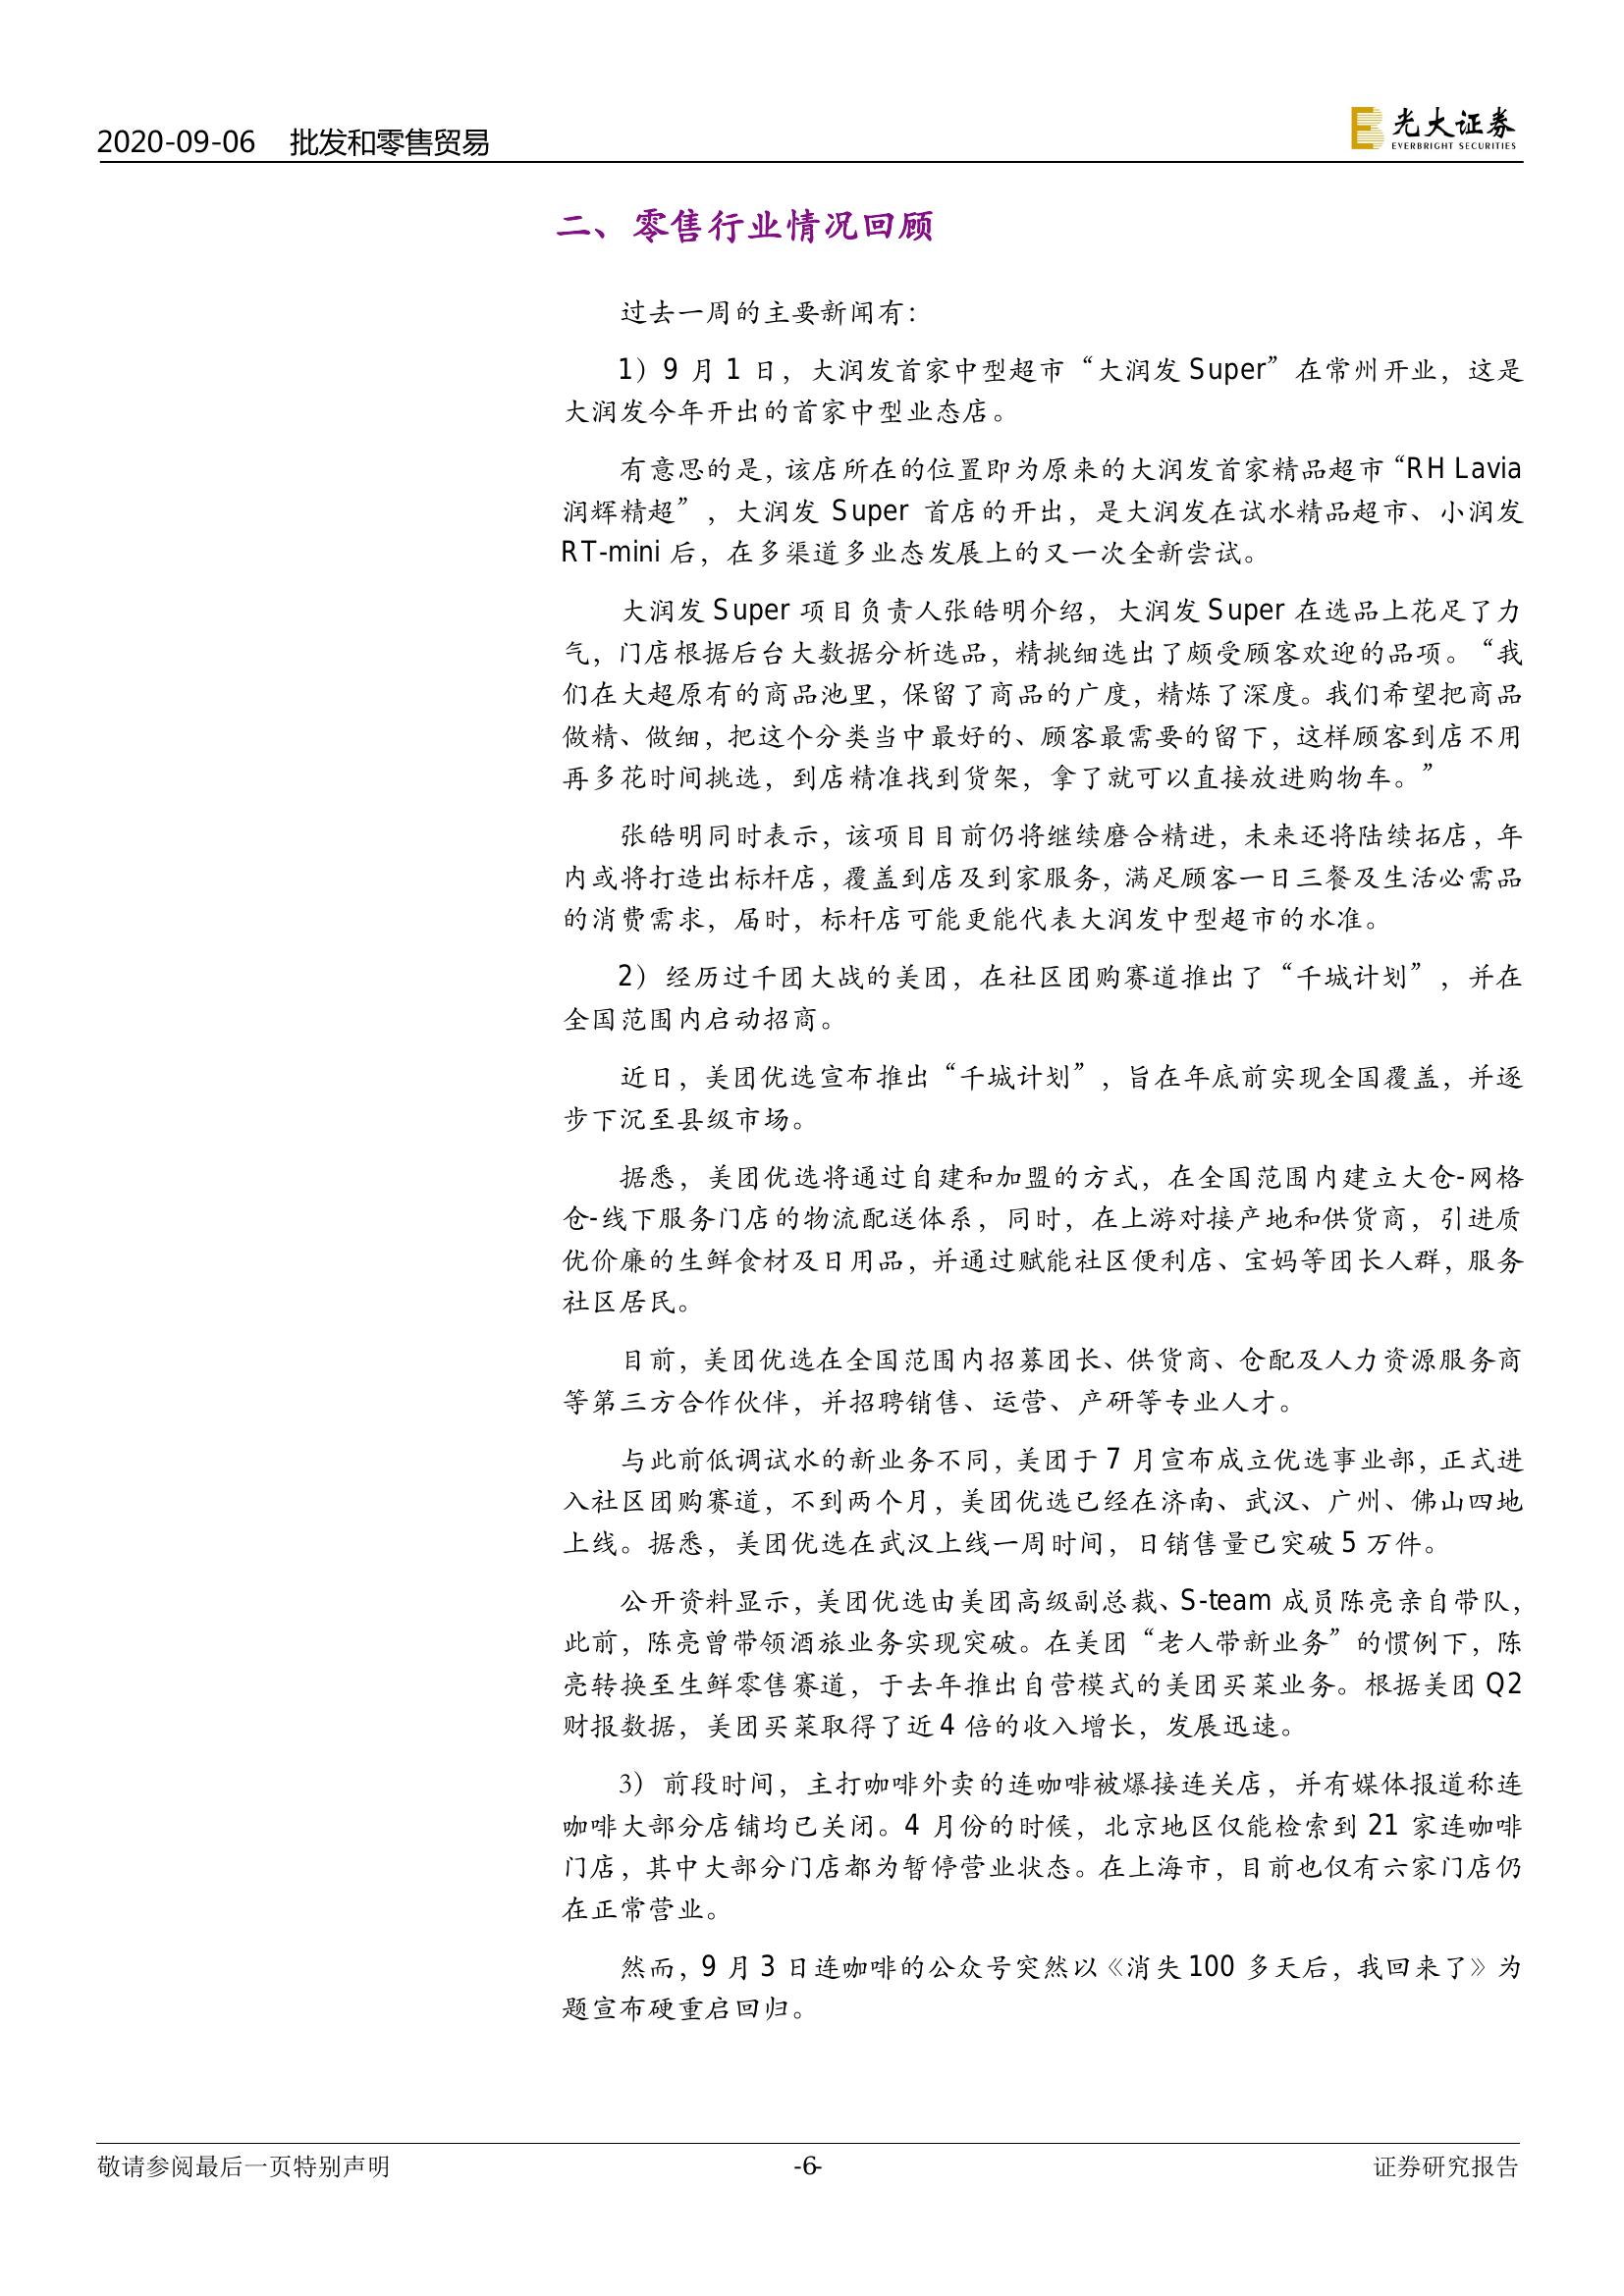 2020-09-06 批发和零售贸易
光大证券
EVERBRIGHT SECURITIES
二、零售行业情况回顾
过去一周的主要新闻有：
1）9 月 1 日，大润发首家中型超市“大润发 Super”在常州开业，这是
大润发今年开出的首家中型业态店。
有意思的是，该店所在的位置即为原来的大润发首家精品超市“RH Lavia
润辉精超”，大润发 Super 首店的开出，是大润发在试水精品超市、小润发
RT-mini 后，在多渠道多业态发展上的又一次全新尝试。
大润发 Super 项目负责人张皓明介绍，大润发 Super 在选品上花足了力
气，门店根据后台大数据分析选品，精挑细选出了颇受顾客欢迎的品项。“我
们在大超原有的商品池里，保留了商品的广度，精炼了深度。我们希望把商品
做精、做细，把这个分类当中最好的、顾客最需要的留下，这样顾客到店不用
再多花时间挑选，到店精准找到货架，拿了就可以直接放进购物车。”
张皓明同时表示，该项目目前仍将继续磨合精进，未来还将陆续拓店，年
内或将打造出标杆店，覆盖到店及到家服务，满足顾客一日三餐及生活必需品
的消费需求，届时，标杆店可能更能代表大润发中型超市的水准。
2）经历过千团大战的美团，在社区团购赛道推出了“千城计划”，并在
全国范围内启动招商。
近日，美团优选宣布推出“千城计划”，旨在年底前实现全国覆盖，并逐
步下沉至县级市场。
据悉，美团优选将通过自建和加盟的方式，在全国范围内建立大仓-网格
仓-线下服务门店的物流配送体系，同时，在上游对接产地和供货商，引进质
优价廉的生鲜食材及日用品，并通过赋能社区便利店、宝妈等团长人群，服务
社区居民。
目前，美团优选在全国范围内招募团长、供货商、仓配及人力资源服务商
等第三方合作伙伴，并招聘销售、运营、产研等专业人才。
与此前低调试水的新业务不同，美团于 7 月宣布成立优选事业部，正式进
入社区团购赛道，不到两个月，美团优选已经在济南、武汉、广州、佛山四地
上线。据悉，美团优选在武汉上线一周时间，日销售量已突破 5 万件。
公开资料显示，美团优选由美团高级副总裁、S-team 成员陈亮亲自带队，
此前，陈亮曾带领酒旅业务实现突破。在美团“老人带新业务”的惯例下，陈
亮转换至生鲜零售赛道，于去年推出自营模式的美团买菜业务。根据美团 Q2
财报数据，美团买菜取得了近 4 倍的收入增长，发展迅速。
3）前段时间，主打咖啡外卖的连咖啡被爆接连关店，并有媒体报道称连
咖啡大部分店铺均已关闭。4 月份的时候，北京地区仅能检索到 21 家连咖啡
门店，其中大部分门店都为暂停营业状态。在上海市，目前也仅有六家门店仍
在正常营业。
然而，9 月 3 日连咖啡的公众号突然以《消失 100 多天后，我回来了》为
题宣布硬重启回归。
敬请参阅最后一页特别声明 -6- 证券研究报告